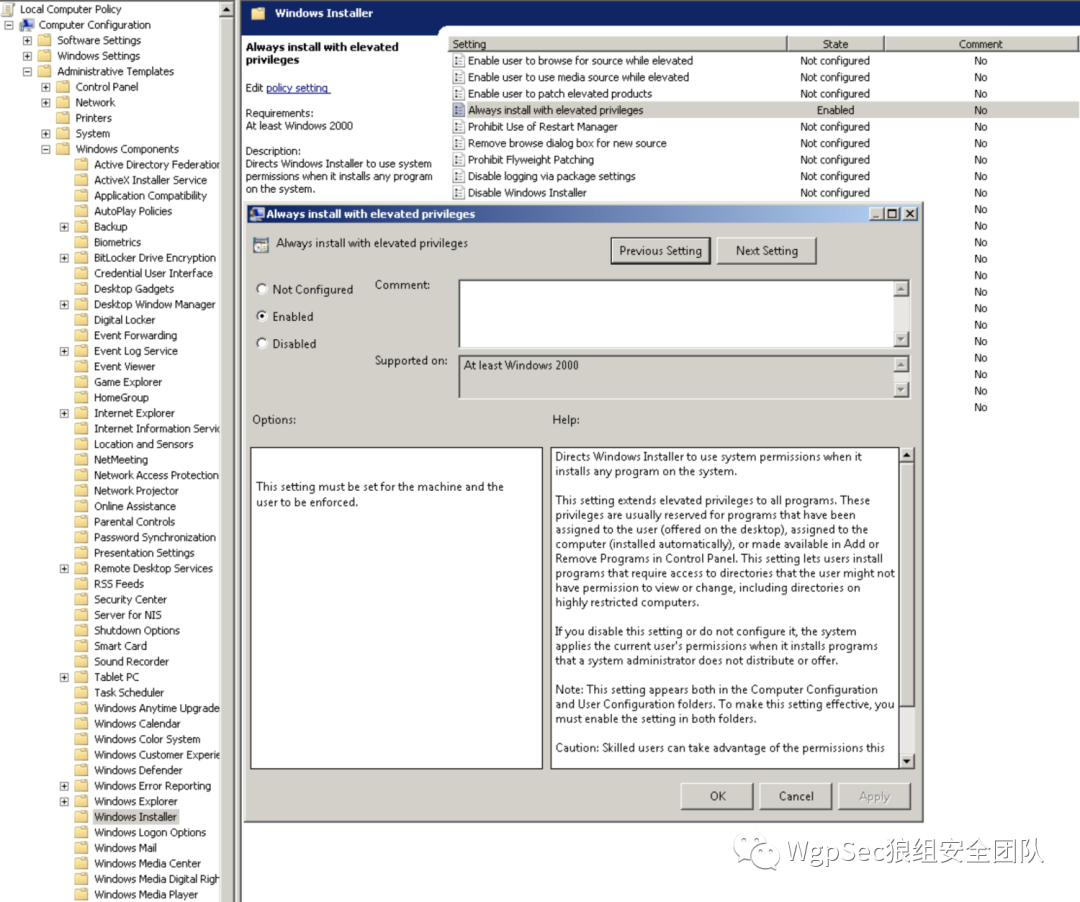 Local Computer Policy
Computer Configuration
Software Settings
Windows Settings
Administrative Templates
Control Panel
Network
Printers
System
Windows Components
Active Directory Federation
ActiveX Installer Service
Application Compatibility
AutoPlay Policies
Backup
Biometrics
BitLocker Drive Encryption
Credential User Interface
Desktop Gadgets
Desktop Window Manager
Digital Locker
Event Forwarding
Event Log Service
Event Viewer
Game Explorer
HomeGroup
Internet Explorer
Internet Information Servic
Location and Sensors
NetMeeting
Network Access Protection
Network Projector
Online Assistance
Parental Controls
Password Synchronization
Presentation Settings
Remote Desktop Services
RSS Feeds
Security Center
Server for NIS
Shutdown Options
Smart Card
Sound Recorder
Tablet PC
Task Scheduler
Windows Anytime Upgrade
Windows Calendar
Windows Color System
Windows Customer Experie
Windows Defender
Windows Error Reporting
Windows Explorer
Windows Installer
Windows Logon Options
Windows Mail
Windows Media Center
Windows Media Digital Righ
Windows Media Player
Windows Installer
Always install with elevated
privileges
Edit policy setting
Requirements:
At least Windows 2000
Description:
Directs Windows Installer to use system
permissions when it installs any program
on the system.
Setting State Comment
Enable user to browse for source while elevated Not configured No
Enable user to use media source while elevated Not configured No
Enable user to patch elevated products Not configured No
Always install with elevated privileges Enabled No
Prohibit Use of Restart Manager Not configured No
Remove browse dialog box for new source Not configured No
Prohibit Flyweight Patching Not configured No
Disable logging via package settings Not configured No
Disable Windows Installer Not configured No
No
No
No
No
No
No
No
No
No
No
No
No
No
Always install with elevated privileges
Always install with elevated privileges
Previous Setting Next Setting
Not Configured
Enabled
Disabled
Comment:
Supported on:
At least Windows 2000
Options:
This setting must be set for the machine and the
user to be enforced.
Help:
Directs Windows Installer to use system permissions when it
installs any program on the system.
This setting extends elevated privileges to all programs. These
privileges are usually reserved for programs that have been
assigned to the user (offered on the desktop), assigned to the
computer (installed automatically), or made available in Add or
Remove Programs in Control Panel. This setting lets users install
programs that require access to directories that the user might not
have permission to view or change, including directories on
highly restricted computers.
If you disable this setting or do not configure it, the system
applies the current user's permissions when it installs programs
that a system administrator does not distribute or offer.
Note: This setting appears both in the Computer Configuration
and User Configuration folders. To make this setting effective, you
must enable the setting in both folders.
Caution: Skilled users can take advantage of the permissions this
OK Cancel Apply
WgpSec狼组安全团队